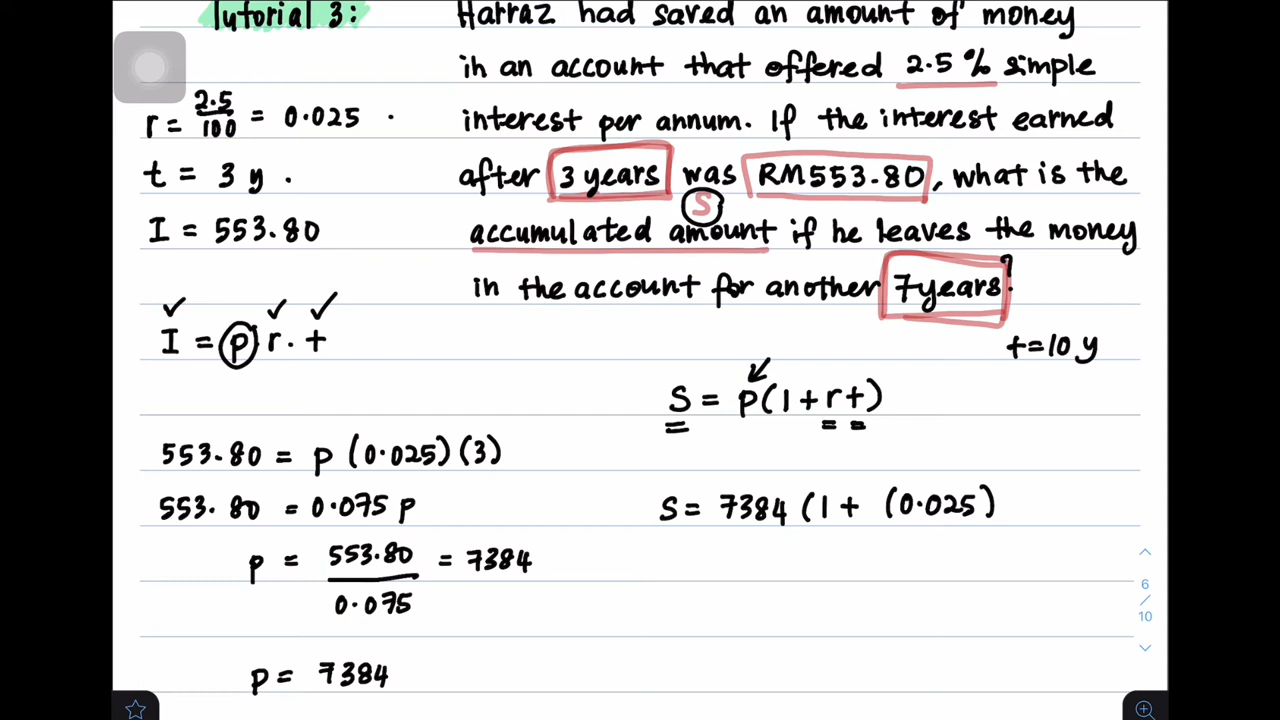 Tutorial 3:
Harraz had saved an amount of money
in an account that offered 2.5% simple
interest per annum. If the interest earned
after 3 years was RM553.80, what is the
S
accumulated amount if he leaves the money
in the account for another 7years?
t=10 y
r = 2.5/100 = 0.025 .
t = 3 y .
I = 553.80
I = p r. t
553.80 = p (0.025)(3)
553.80 = 0.075 p
p = 553.80/0.075 = 7384
p = 7384
S = p(1+rt)
S = 7384 (1+ (0.025)
6
/
10